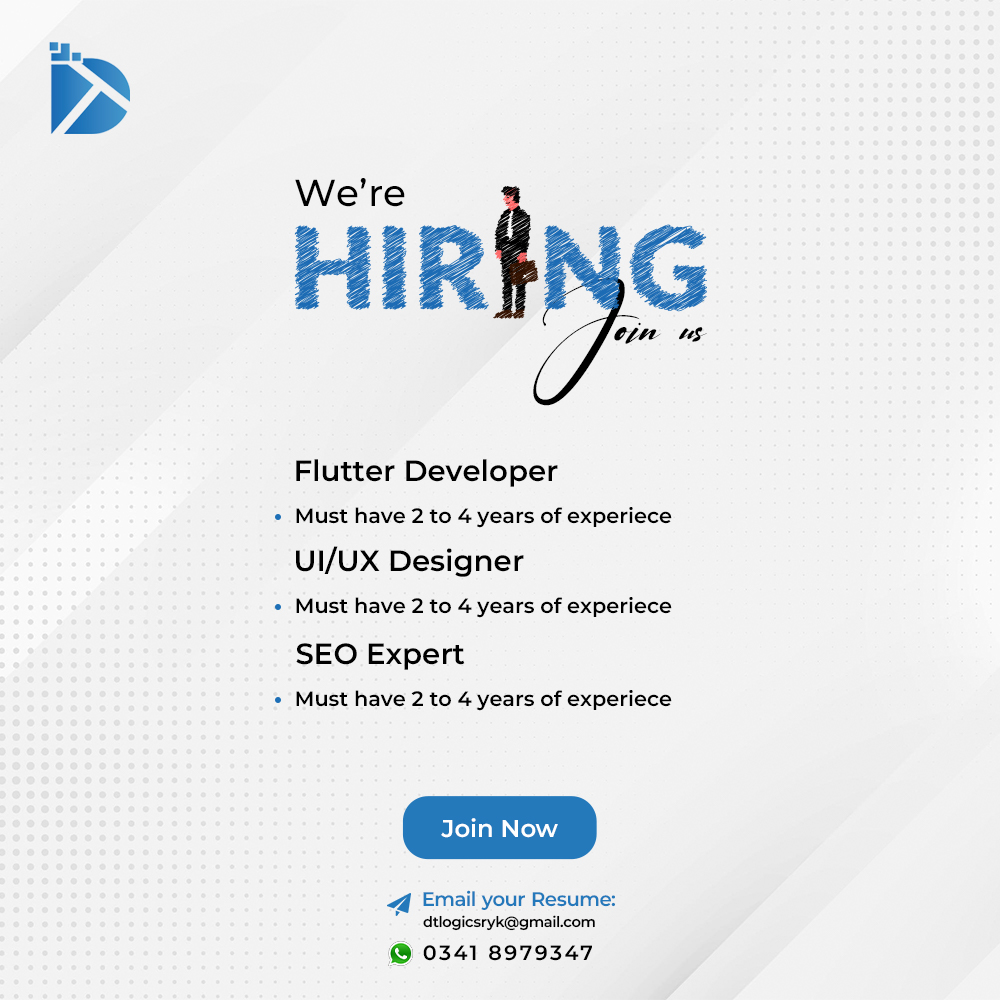 We're
HIRING
Join us
Flutter Developer
• Must have 2 to 4 years of experiece
UI/UX Designer
• Must have 2 to 4 years of experiece
SEO Expert
• Must have 2 to 4 years of experiece
Join Now
Email your Resume:
dtlogicsryk@gmail.com
0341 8979347